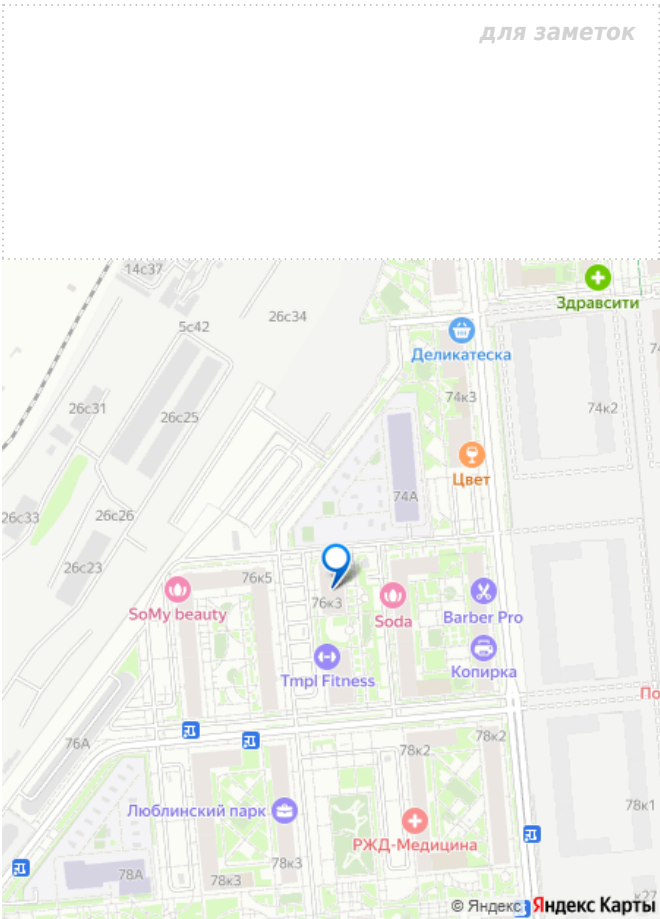 для заметок
14с37
26с34
Здравсити
5с42
Деликатеска
74к3
74к2
26с31
26с25
Цвет
74А
26с33
26с26
26с23
76к5
76к3
SoMy beauty
Soda
Barber Pro
Копирка
Tmpl Fitness
По
76А
78к2
78к2
Люблинский парк
РЖД-Медицина
78к1
78А
78к3
78к3
к27
© Яндекс Яндекс Карты